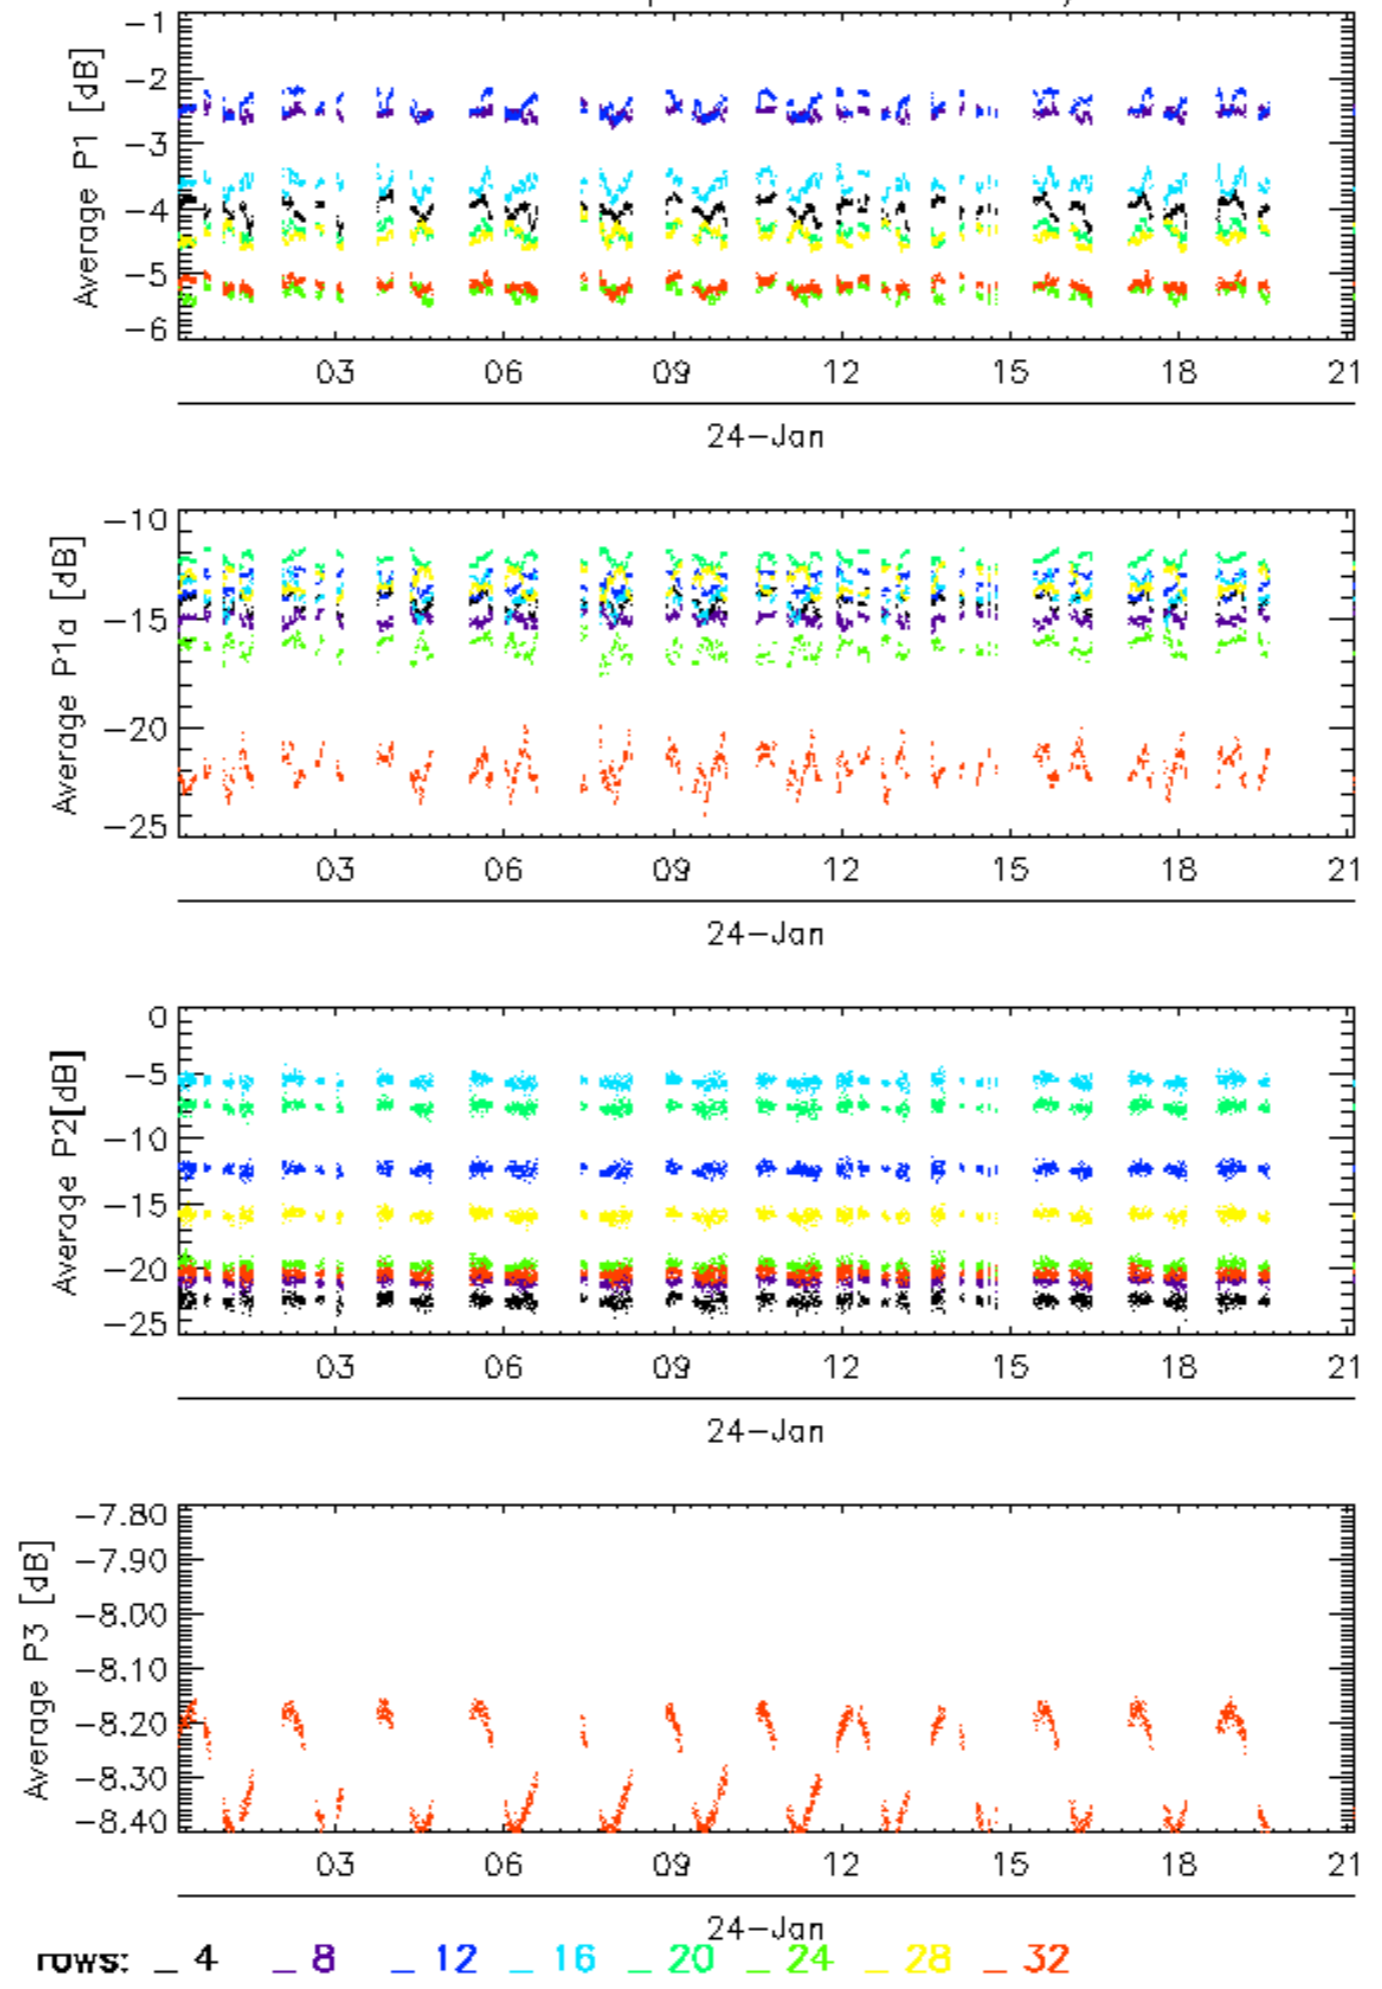 −1
−2
−3
−4
−5
−6
Average P1 [dB]
03 06 09 12 15 18 21
24−Jan
−10
−15
−20
−25
Average P1a [dB]
03 06 09 12 15 18 21
24−Jan
0
−5
−10
−15
−20
−25
Average P2[dB]
03 06 09 12 15 18 21
24−Jan
−7.80
−7.90
−8.00
−8.10
−8.20
−8.30
−8.40
Average P3 [dB]
03 06 09 12 15 18 21
24−Jan
rows: _ 4 _ 8 _ 12 _ 16 _ 20 _ 24 _ 28 _ 32